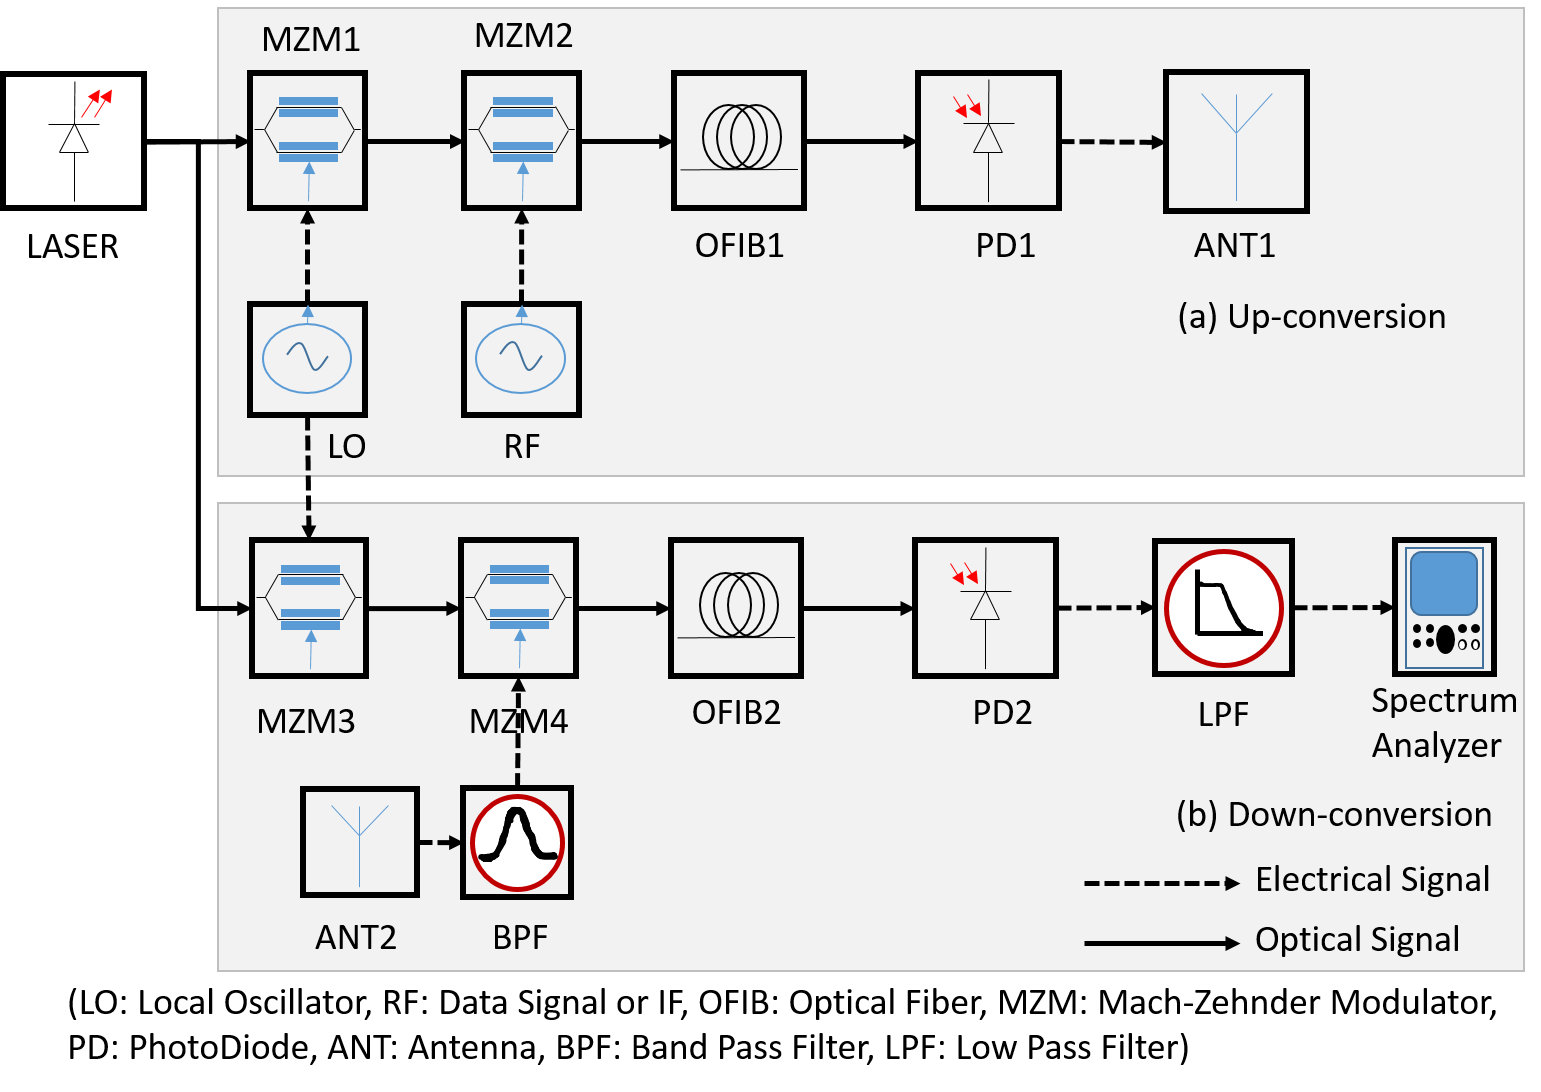 MZM1
MZM2
LASER
OFIB1
PD1
ANT1
(a) Up-conversion
LO
RF
MZM3
MZM4
OFIB2
PD2
LPF
Spectrum
Analyzer
(b) Down-conversion
ANT2
BPF
Electrical Signal
Optical Signal
(LO: Local Oscillator, RF: Data Signal or IF, OFIB: Optical Fiber, MZM: Mach-Zehnder Modulator,
PD: PhotoDiode, ANT: Antenna, BPF: Band Pass Filter, LPF: Low Pass Filter)